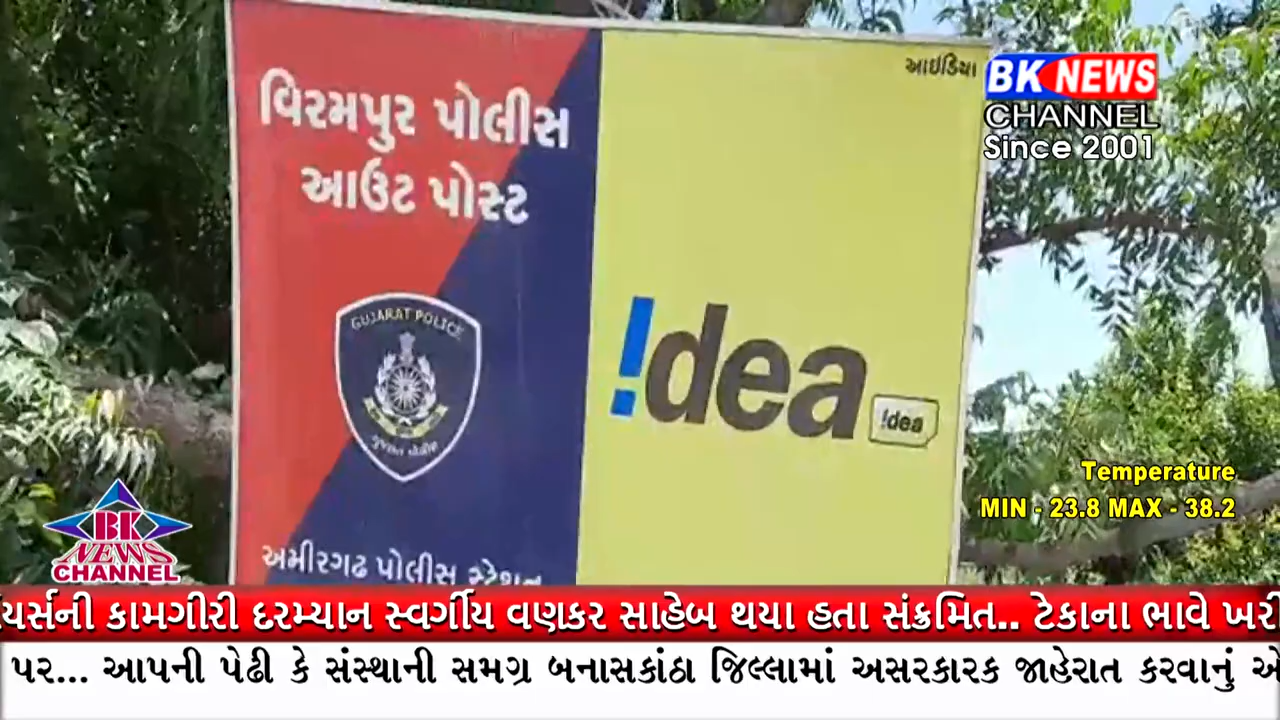 વિરમપુર પોલીસ
આઉટ પોસ્ટ
GUJARAT POLICE
ગુજરાત પોલીસ
અમીરગઢ પોલીસ સ્ટેશન
આઇડિયા
!dea
!dea
BK NEWS
CHANNEL
Since 2001
Temperature
MIN - 23.8 MAX - 38.2
BK
NEWS
CHANNEL
ર્યર્સની કામગીરી દરમ્યાન સ્વર્ગીય વણકર સાહેબ થયા હતા સંક્રમિત.. ટેકાના ભાવે ખરી
પર... આપની પેઢી કે સંસ્થાની સમગ્ર બનાસકાંઠા જિલ્લામાં અસરકારક જાહેરાત કરવાનું એ